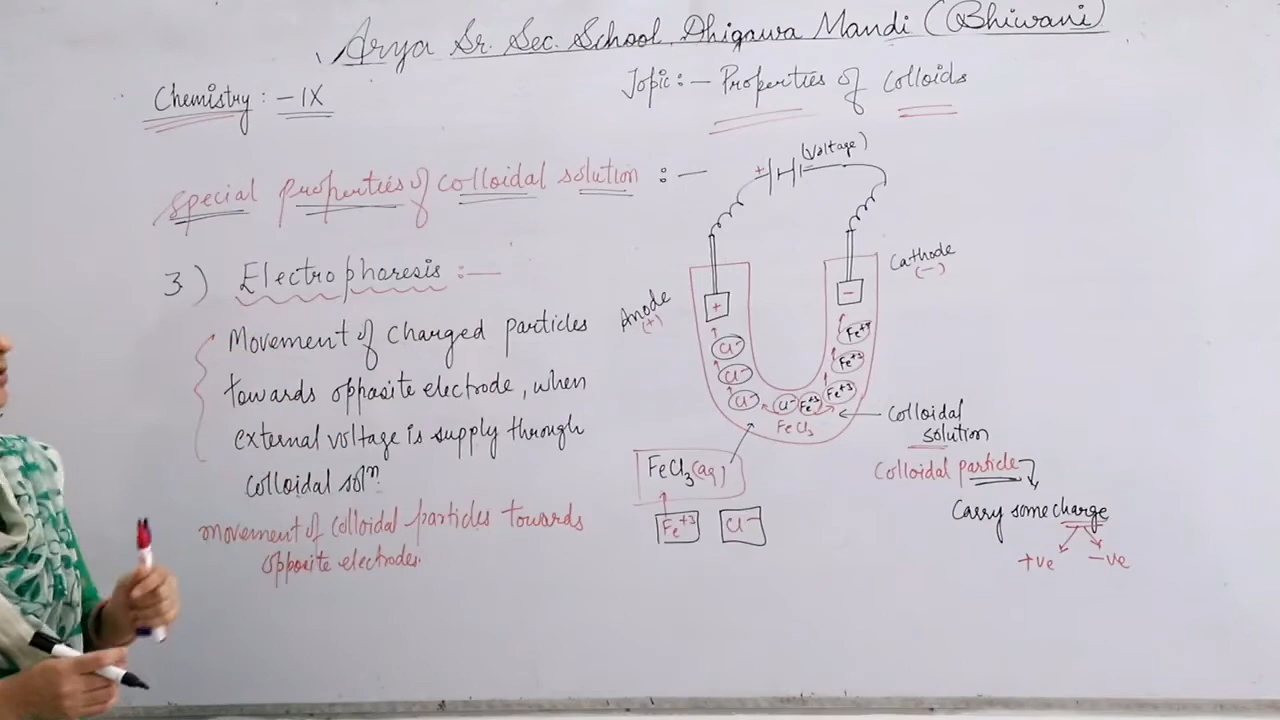 Arya Sr. Sec. School Dhigawa Mandi (Bhiwani)
Chemistry : - IX
Topic :- Properties of Colloids
Special properties of colloidal solution :-
3) Electropharesis :-
Movement of Charged particles
towards opposite electrode, when
external voltage is supply through
colloidal solⁿ.
movement of colloidal particles towards
opposite electrodes.
(Voltage)
+
Anode
(+)
Cathode
(-)
+
-
Cl⁻
Cl⁻
Cl⁻
Cl⁻
Fe⁺³
Fe⁺³
Fe⁺³
Fe⁺³
FeCl₃
FeCl₃(aq)
Fe⁺³
Cl⁻
Colloidal
solution
Colloidal particle
Carry some charge
+ve
-ve